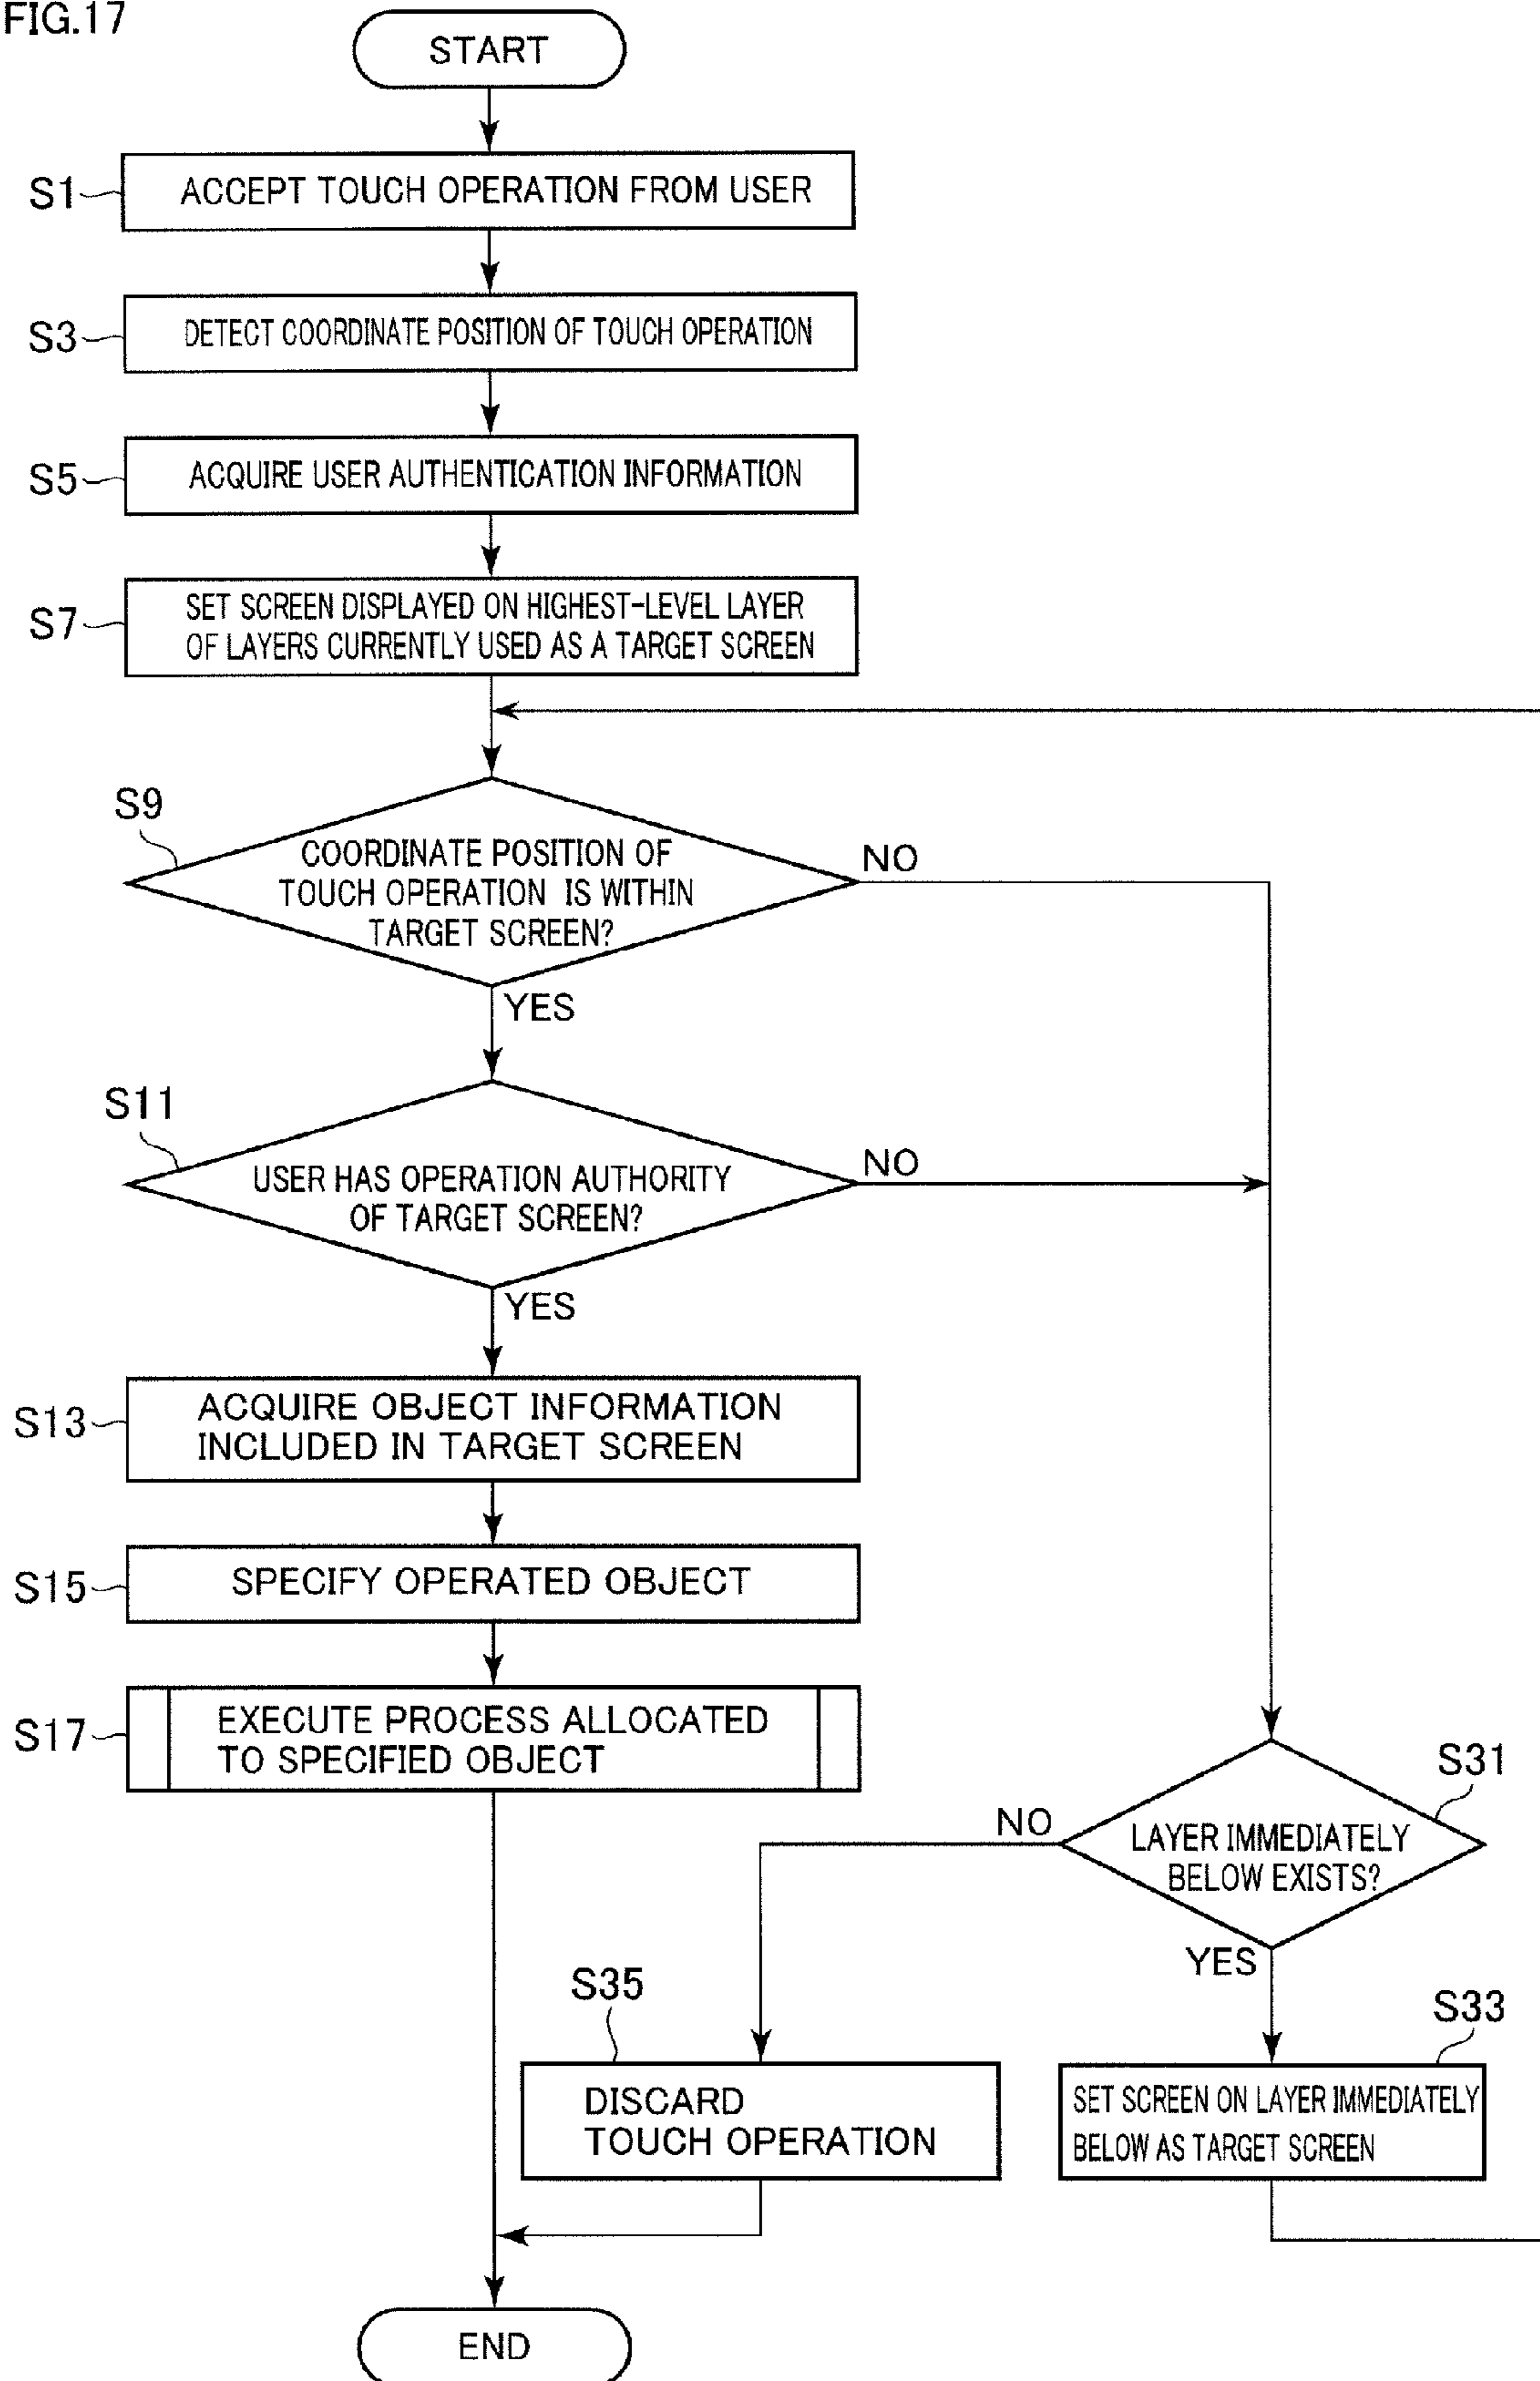 FIG.17
START
S1
ACCEPT TOUCH OPERATION FROM USER
S3
DETECT COORDINATE POSITION OF TOUCH OPERATION
S5
ACQUIRE USER AUTHENTICATION INFORMATION
S7
SET SCREEN DISPLAYED ON HIGHEST-LEVEL LAYER
OF LAYERS CURRENTLY USED AS A TARGET SCREEN
S9
COORDINATE POSITION OF
TOUCH OPERATION IS WITHIN
TARGET SCREEN?
NO
YES
S11
USER HAS OPERATION AUTHORITY
OF TARGET SCREEN?
NO
YES
S13
ACQUIRE OBJECT INFORMATION
INCLUDED IN TARGET SCREEN
S15
SPECIFY OPERATED OBJECT
S17
EXECUTE PROCESS ALLOCATED
TO SPECIFIED OBJECT
S31
LAYER IMMEDIATELY
BELOW EXISTS?
NO
YES
S35
DISCARD
TOUCH OPERATION
S33
SET SCREEN ON LAYER IMMEDIATELY
BELOW AS TARGET SCREEN
END